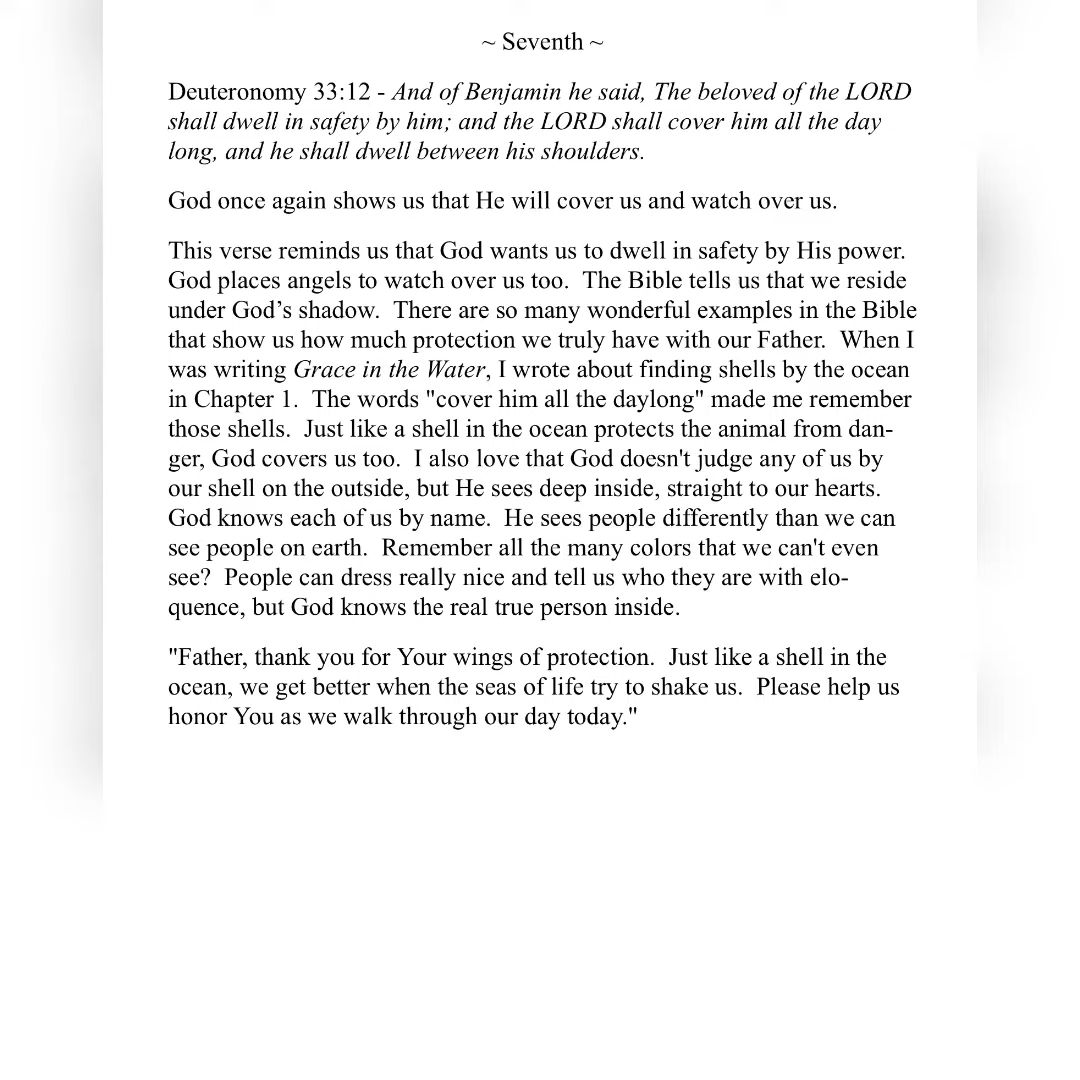 ~ Seventh ~
Deuteronomy 33:12 - And of Benjamin he said, The beloved of the LORD
shall dwell in safety by him; and the LORD shall cover him all the day
long, and he shall dwell between his shoulders.
God once again shows us that He will cover us and watch over us.
This verse reminds us that God wants us to dwell in safety by His power.
God places angels to watch over us too.  The Bible tells us that we reside
under God’s shadow.  There are so many wonderful examples in the Bible
that show us how much protection we truly have with our Father.  When I
was writing Grace in the Water, I wrote about finding shells by the ocean
in Chapter 1.  The words "cover him all the daylong" made me remember
those shells.  Just like a shell in the ocean protects the animal from dan-
ger, God covers us too.  I also love that God doesn't judge any of us by
our shell on the outside, but He sees deep inside, straight to our hearts.
God knows each of us by name.  He sees people differently than we can
see people on earth.  Remember all the many colors that we can't even
see?  People can dress really nice and tell us who they are with elo-
quence, but God knows the real true person inside.
"Father, thank you for Your wings of protection.  Just like a shell in the
ocean, we get better when the seas of life try to shake us.  Please help us
honor You as we walk through our day today."